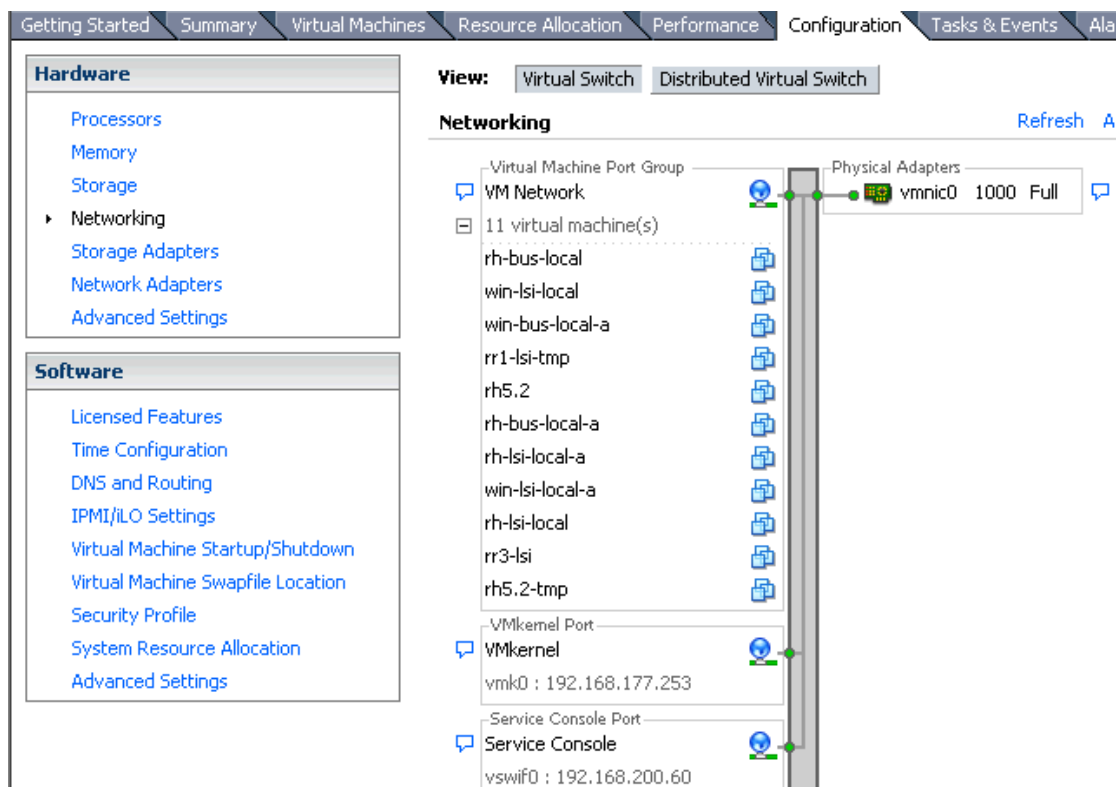 Getting Started Summary Virtual Machines Resource Allocation Performance Configuration Tasks & Events Ala
Hardware
Processors
Memory
Storage
Networking
Storage Adapters
Network Adapters
Advanced Settings
Software
Licensed Features
Time Configuration
DNS and Routing
IPMI/iLO Settings
Virtual Machine Startup/Shutdown
Virtual Machine Swapfile Location
Security Profile
System Resource Allocation
Advanced Settings
View: Virtual Switch Distributed Virtual Switch
Networking Refresh A
Virtual Machine Port Group
VM Network
11 virtual machine(s)
rh-bus-local
win-lsi-local
win-bus-local-a
rr1-lsi-tmp
rh5.2
rh-bus-local-a
rh-lsi-local-a
win-lsi-local-a
rh-lsi-local
rr3-lsi
rh5.2-tmp
VMkernel Port
VMkernel
vmk0 : 192.168.177.253
Service Console Port
Service Console
vswif0 : 192.168.200.60
Physical Adapters
vmnic0 1000 Full